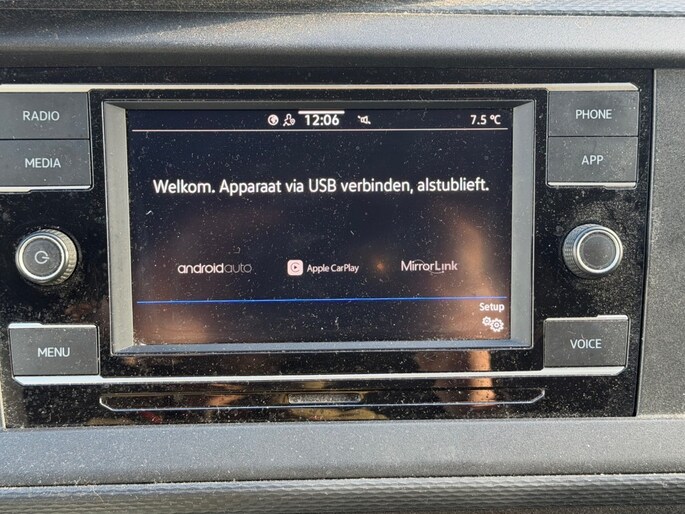 RADIO
MEDIA
12:06
7.5 °C
PHONE
APP
Welkom. Apparaat via USB verbinden, alstublieft.
androidauto
Apple CarPlay
MirrorLink
Setup
MENU
VOICE